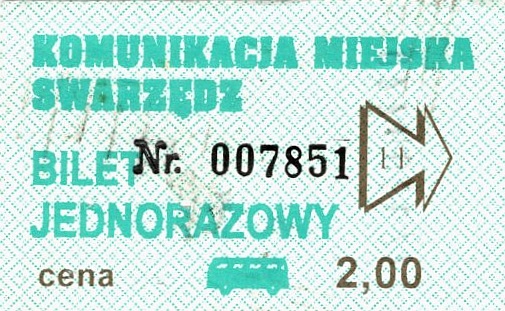 KOMUNIKACJA MIEJSKA
SWARZĘDZ
BILET Nr. 007851
JEDNORAZOWY
cena 2,00